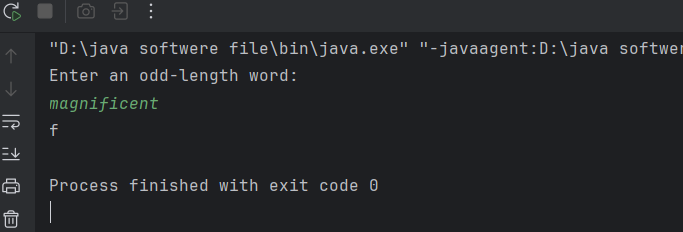 "D:\java softwere file\bin\java.exe" "-javaagent:D:\java softwer
Enter an odd-length word:
magnificent
f
Process finished with exit code 0